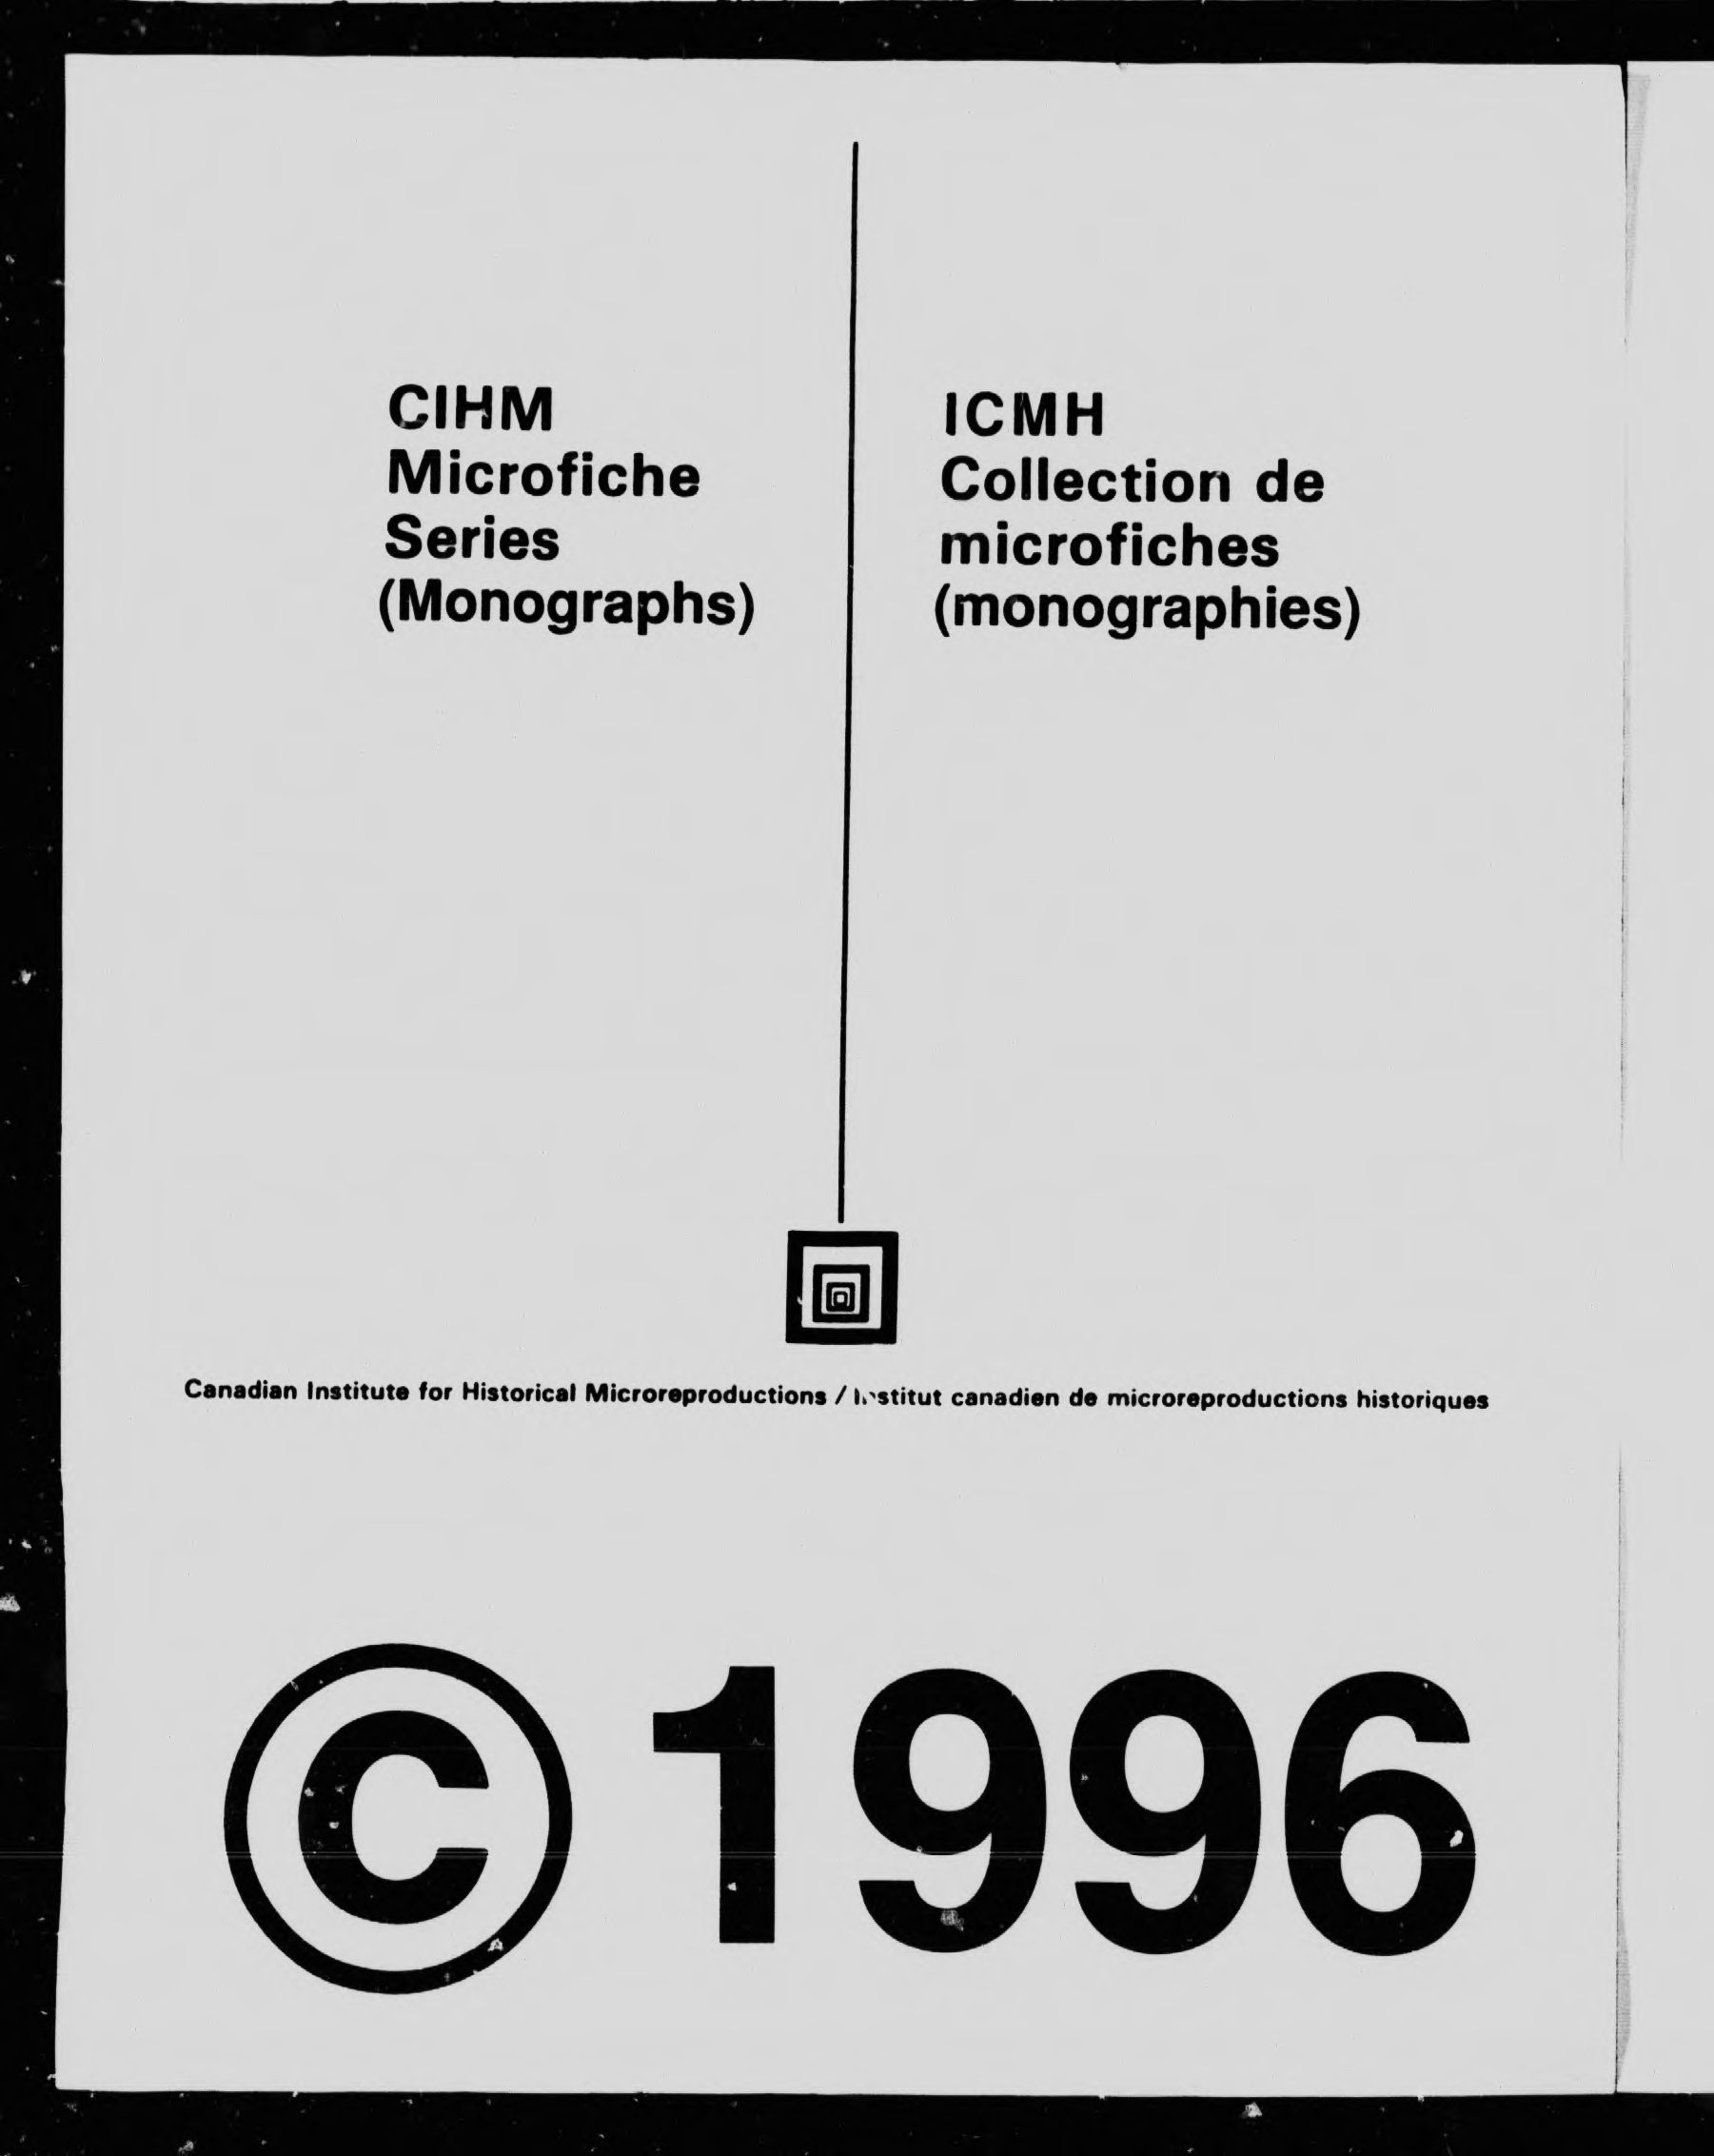 CIHM
Microfiche
Series
(Monographs)
ICMH
Collection de
microfiches
(monographies)
Canadian Institute for Historical Microreproductions / Institut canadien de microreproductions historiques
©1996